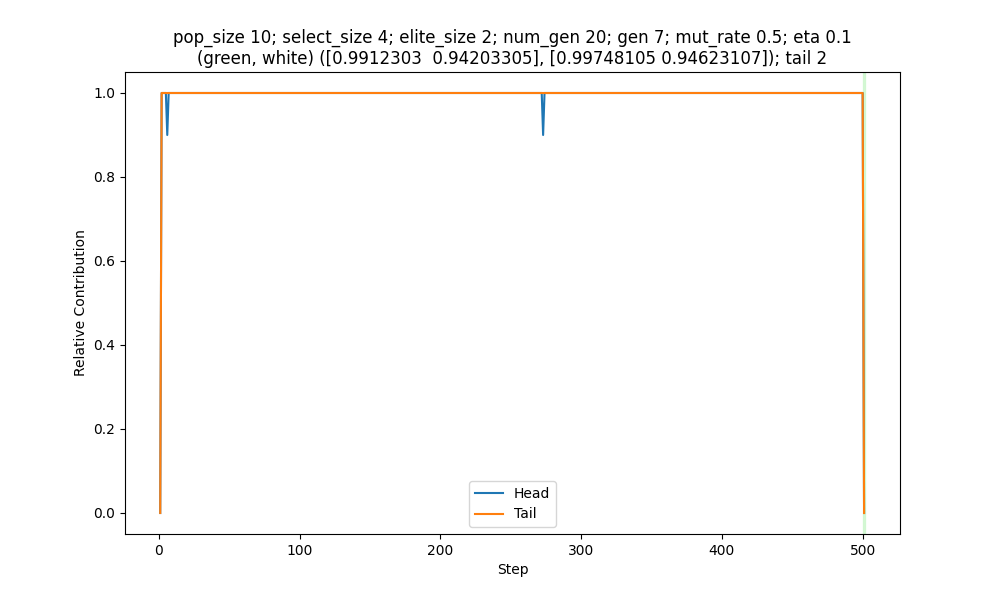 pop_size 10; select_size 4; elite_size 2; num_gen 20; gen 7; mut_rate 0.5; eta 0.1
(green, white) ([0.9912303  0.94203305], [0.99748105 0.94623107]); tail 2
1.0
0.8
0.6
0.4
0.2
0.0
Relative Contribution
Head
Tail
0
100
200
300
400
500
Step